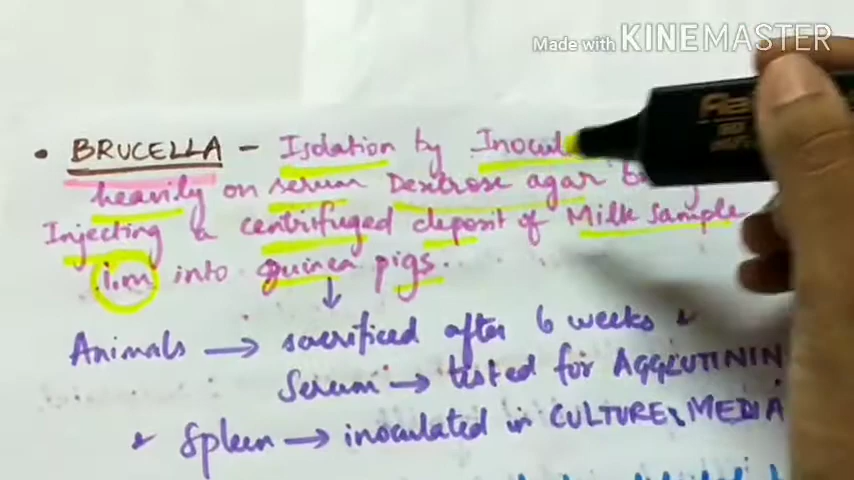 Made with KINEMASTER
• BRUCELLA - Isolation by Inocul
heavily on serum Dextrose agar
Injecting a centrifuged deposit of Milk Sample
i.m into guinea pigs.
↓
Animals → sacrificed after 6 weeks &
Serum → tested for AGGLUTININ
& Spleen → inoculated in CULTURE MEDIA